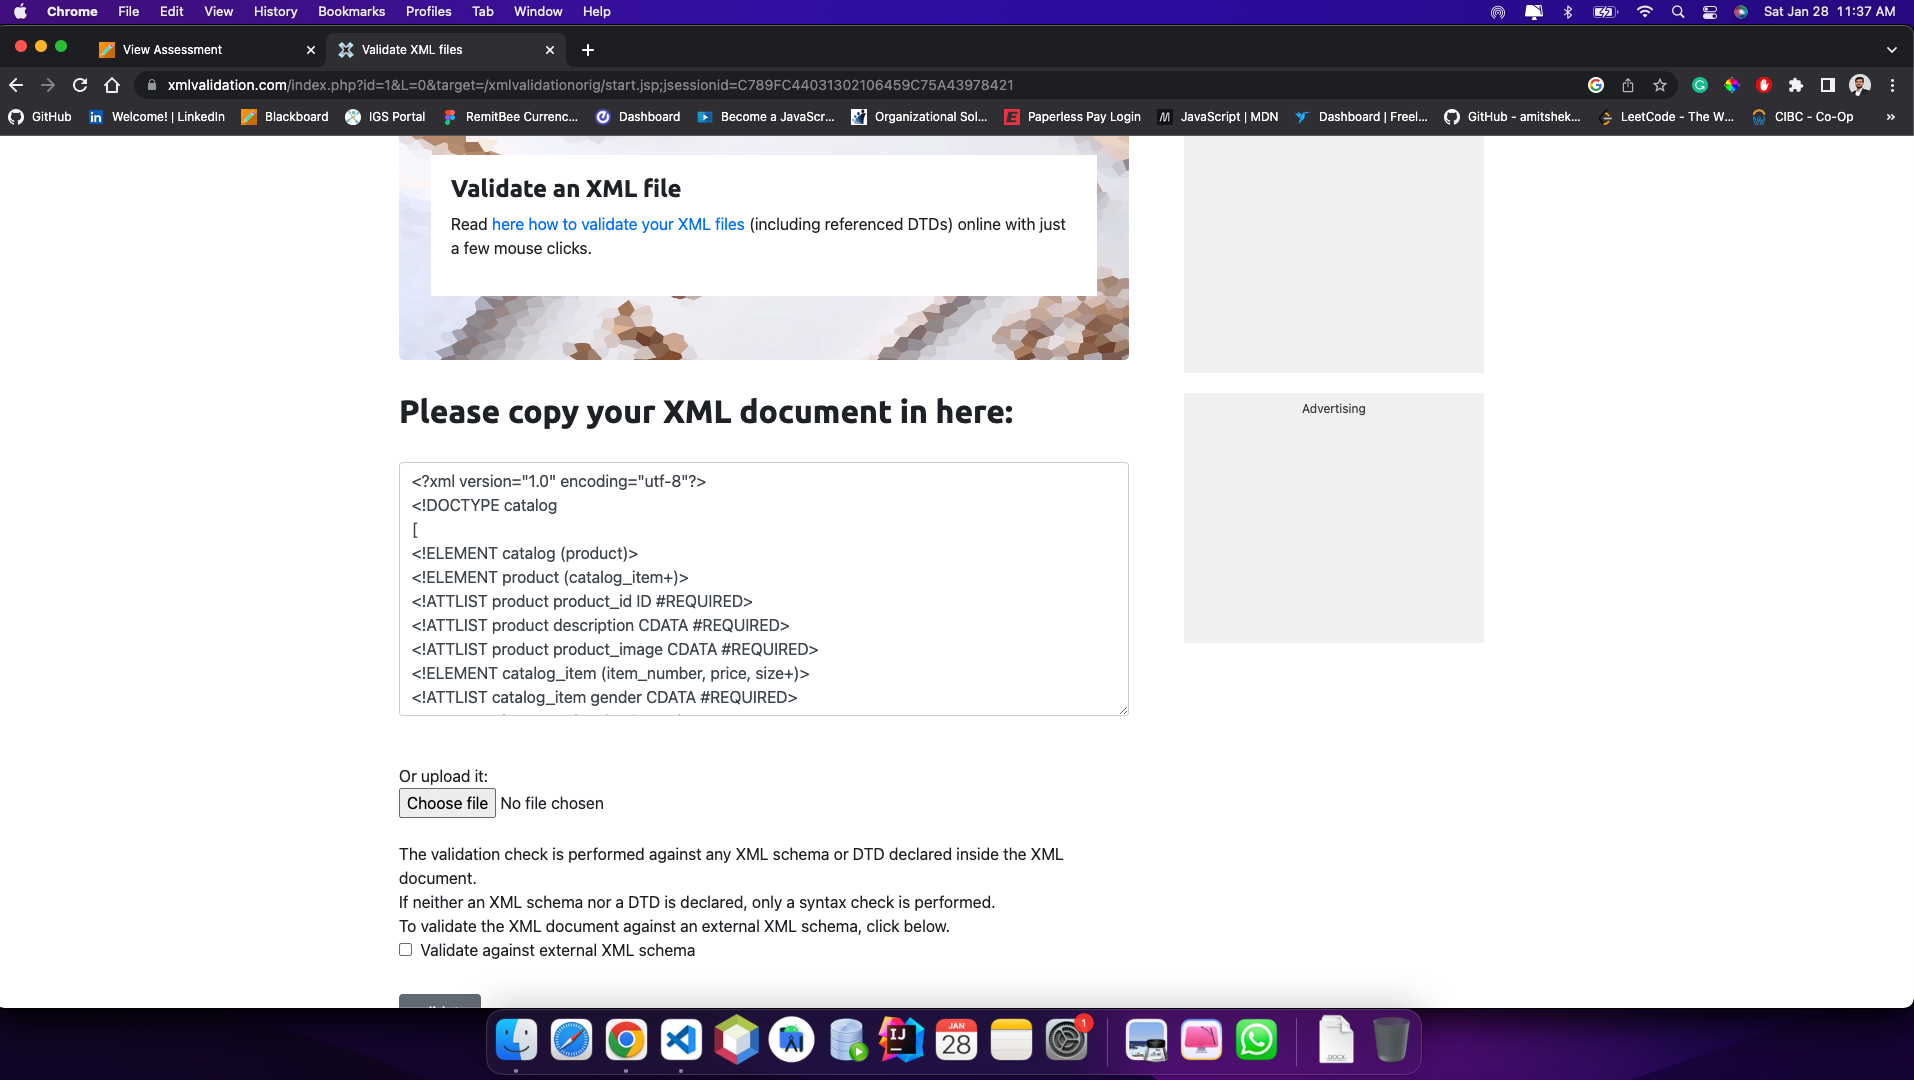 Chrome File Edit View History Bookmarks Profiles Tab Window Help Sat Jan 28 11:37 AM
View Assessment Validate XML files
xmlvalidation.com/index.php?id=1&L=0&target=/xmlvalidationorig/start.jsp;jsessionid=C789FC44031302106459C75A43978421
GitHub Welcome! | LinkedIn Blackboard IGS Portal RemitBee Currenc... Dashboard Become a JavaScr... Organizational Sol... Paperless Pay Login JavaScript | MDN Dashboard | Freel... GitHub - amitshek... LeetCode - The W... CIBC - Co-Op »
Validate an XML file
Read here how to validate your XML files (including referenced DTDs) online with just
a few mouse clicks.
Please copy your XML document in here:
Advertising
<?xml version="1.0" encoding="utf-8"?>
<!DOCTYPE catalog
[
<!ELEMENT catalog (product)>
<!ELEMENT product (catalog_item+)>
<!ATTLIST product product_id ID #REQUIRED>
<!ATTLIST product description CDATA #REQUIRED>
<!ATTLIST product product_image CDATA #REQUIRED>
<!ELEMENT catalog_item (item_number, price, size+)>
<!ATTLIST catalog_item gender CDATA #REQUIRED>
Or upload it:
Choose file No file chosen
The validation check is performed against any XML schema or DTD declared inside the XML
document.
If neither an XML schema nor a DTD is declared, only a syntax check is performed.
To validate the XML document against an external XML schema, click below.
Validate against external XML schema
IJ
JAN
28
1
.DOCX